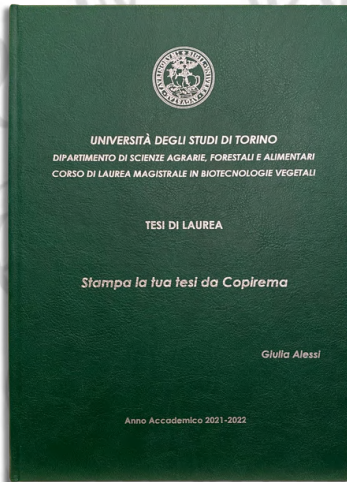 UNIVERSITÀ DEGLI STUDI DI TORINO
DIPARTIMENTO DI SCIENZE AGRARIE, FORESTALI E ALIMENTARI
CORSO DI LAUREA MAGISTRALE IN BIOTECNOLOGIE VEGETALI
TESI DI LAUREA
Stampa la tua tesi da Copirema
Giulia Alessi
Anno Accademico 2021-2022